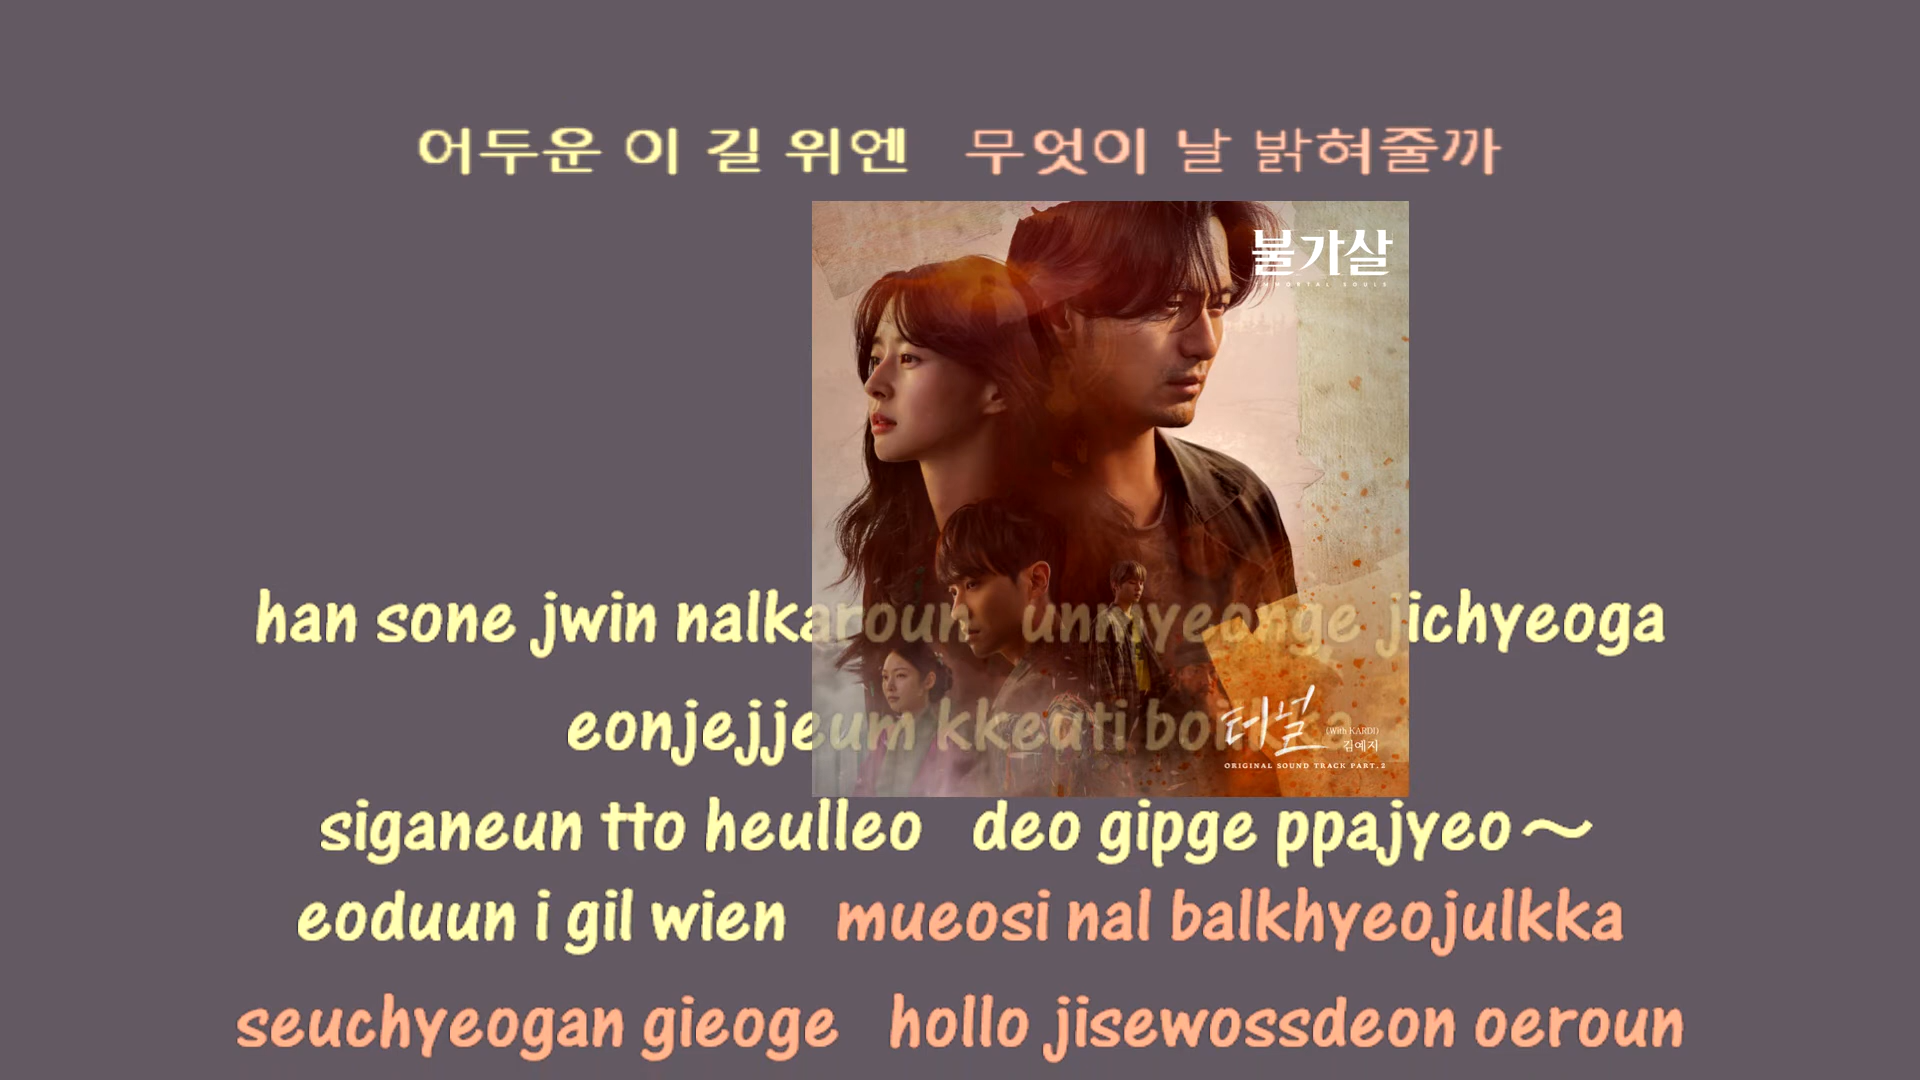 어두운 이 길 위엔 무엇이 날 밝혀줄까
불가살
IMMORTAL SOULS
han sone jwin nalkaroun unmyeonge jichyeoga
eonjejjeum kkeuti boilkka
터널
(With KARDI)
김예지
ORIGINAL SOUND TRACK PART.2
siganeun tto heulleo deo gipge ppajyeo~
eoduun i gil wien mueosi nal balkhyeojulkka
seuchyeogan gieoge hollo jisewossdeon oeroun